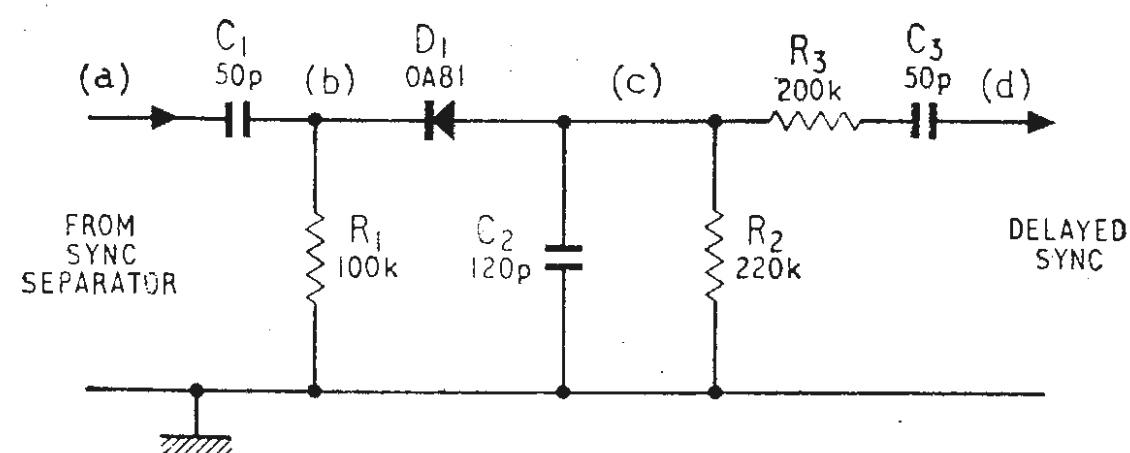 (a)
C1
50p
(b)
D1
OA81
(c)
R3
200k
C3
50p
(d)
FROM
SYNC
SEPARATOR
R1
100k
C2
120p
R2
220k
DELAYED
SYNC